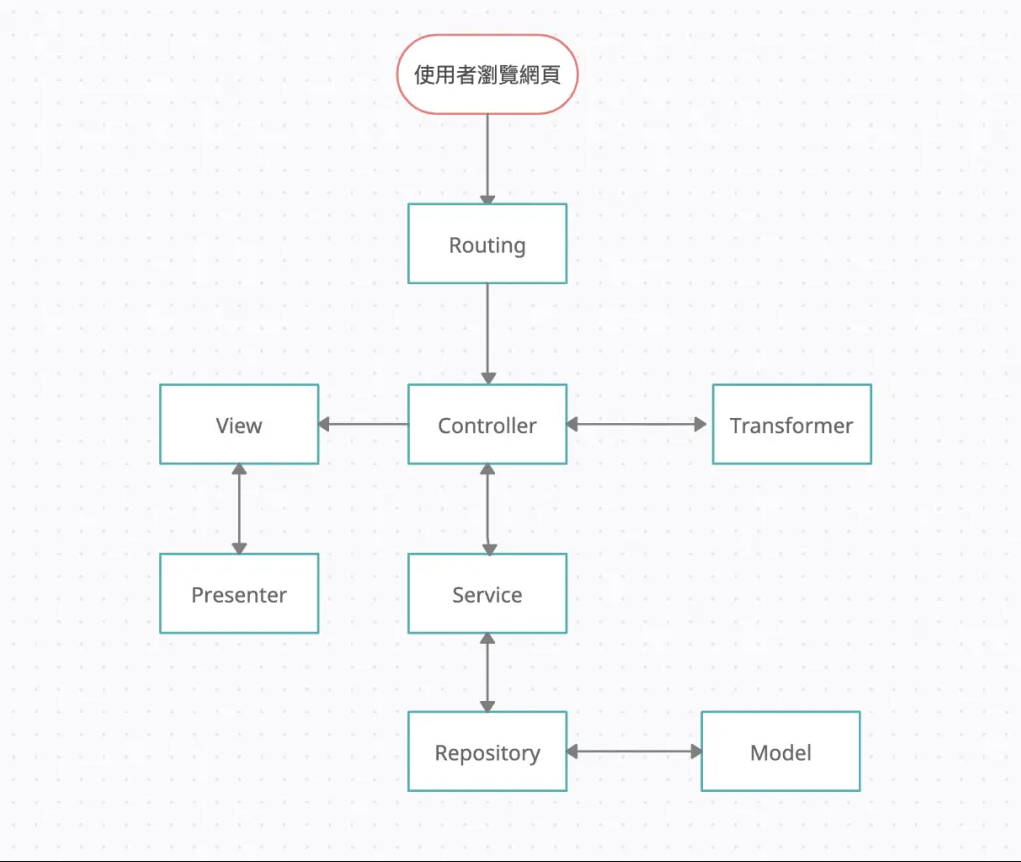 使用者瀏覽網頁
Routing
View
Controller
Transformer
Presenter
Service
Repository
Model